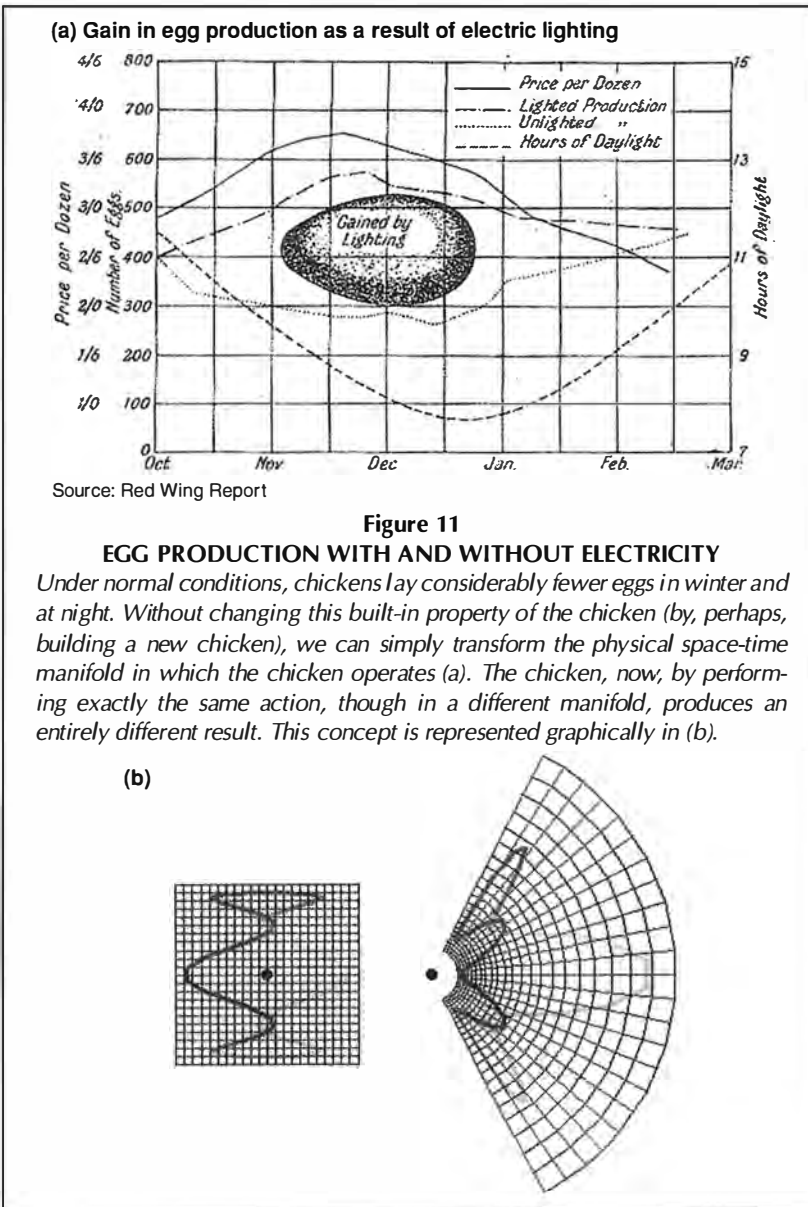 (a) Gain in egg production as a result of electric lighting
4/6 800 15
4/0 700
3/6 600 13
3/0 500
2/6 400 11
2/0 300
1/6 200 9
1/0 100
0 7
Price per Dozen
Number of Eggs.
Hours of Daylight
Price per Dozen
Lighted Production
Unlighted „
Hours of Daylight
Gained by
Lighting
Oct. Nov. Dec Jan. Feb. Mar.
Source: Red Wing Report
Figure 11
EGG PRODUCTION WITH AND WITHOUT ELECTRICITY
Under normal conditions, chickens lay considerably fewer eggs in winter and
at night. Without changing this built-in property of the chicken (by, perhaps,
building a new chicken), we can simply transform the physical space-time
manifold in which the chicken operates (a). The chicken, now, by perform-
ing exactly the same action, though in a different manifold, produces an
entirely different result. This concept is represented graphically in (b).
(b)